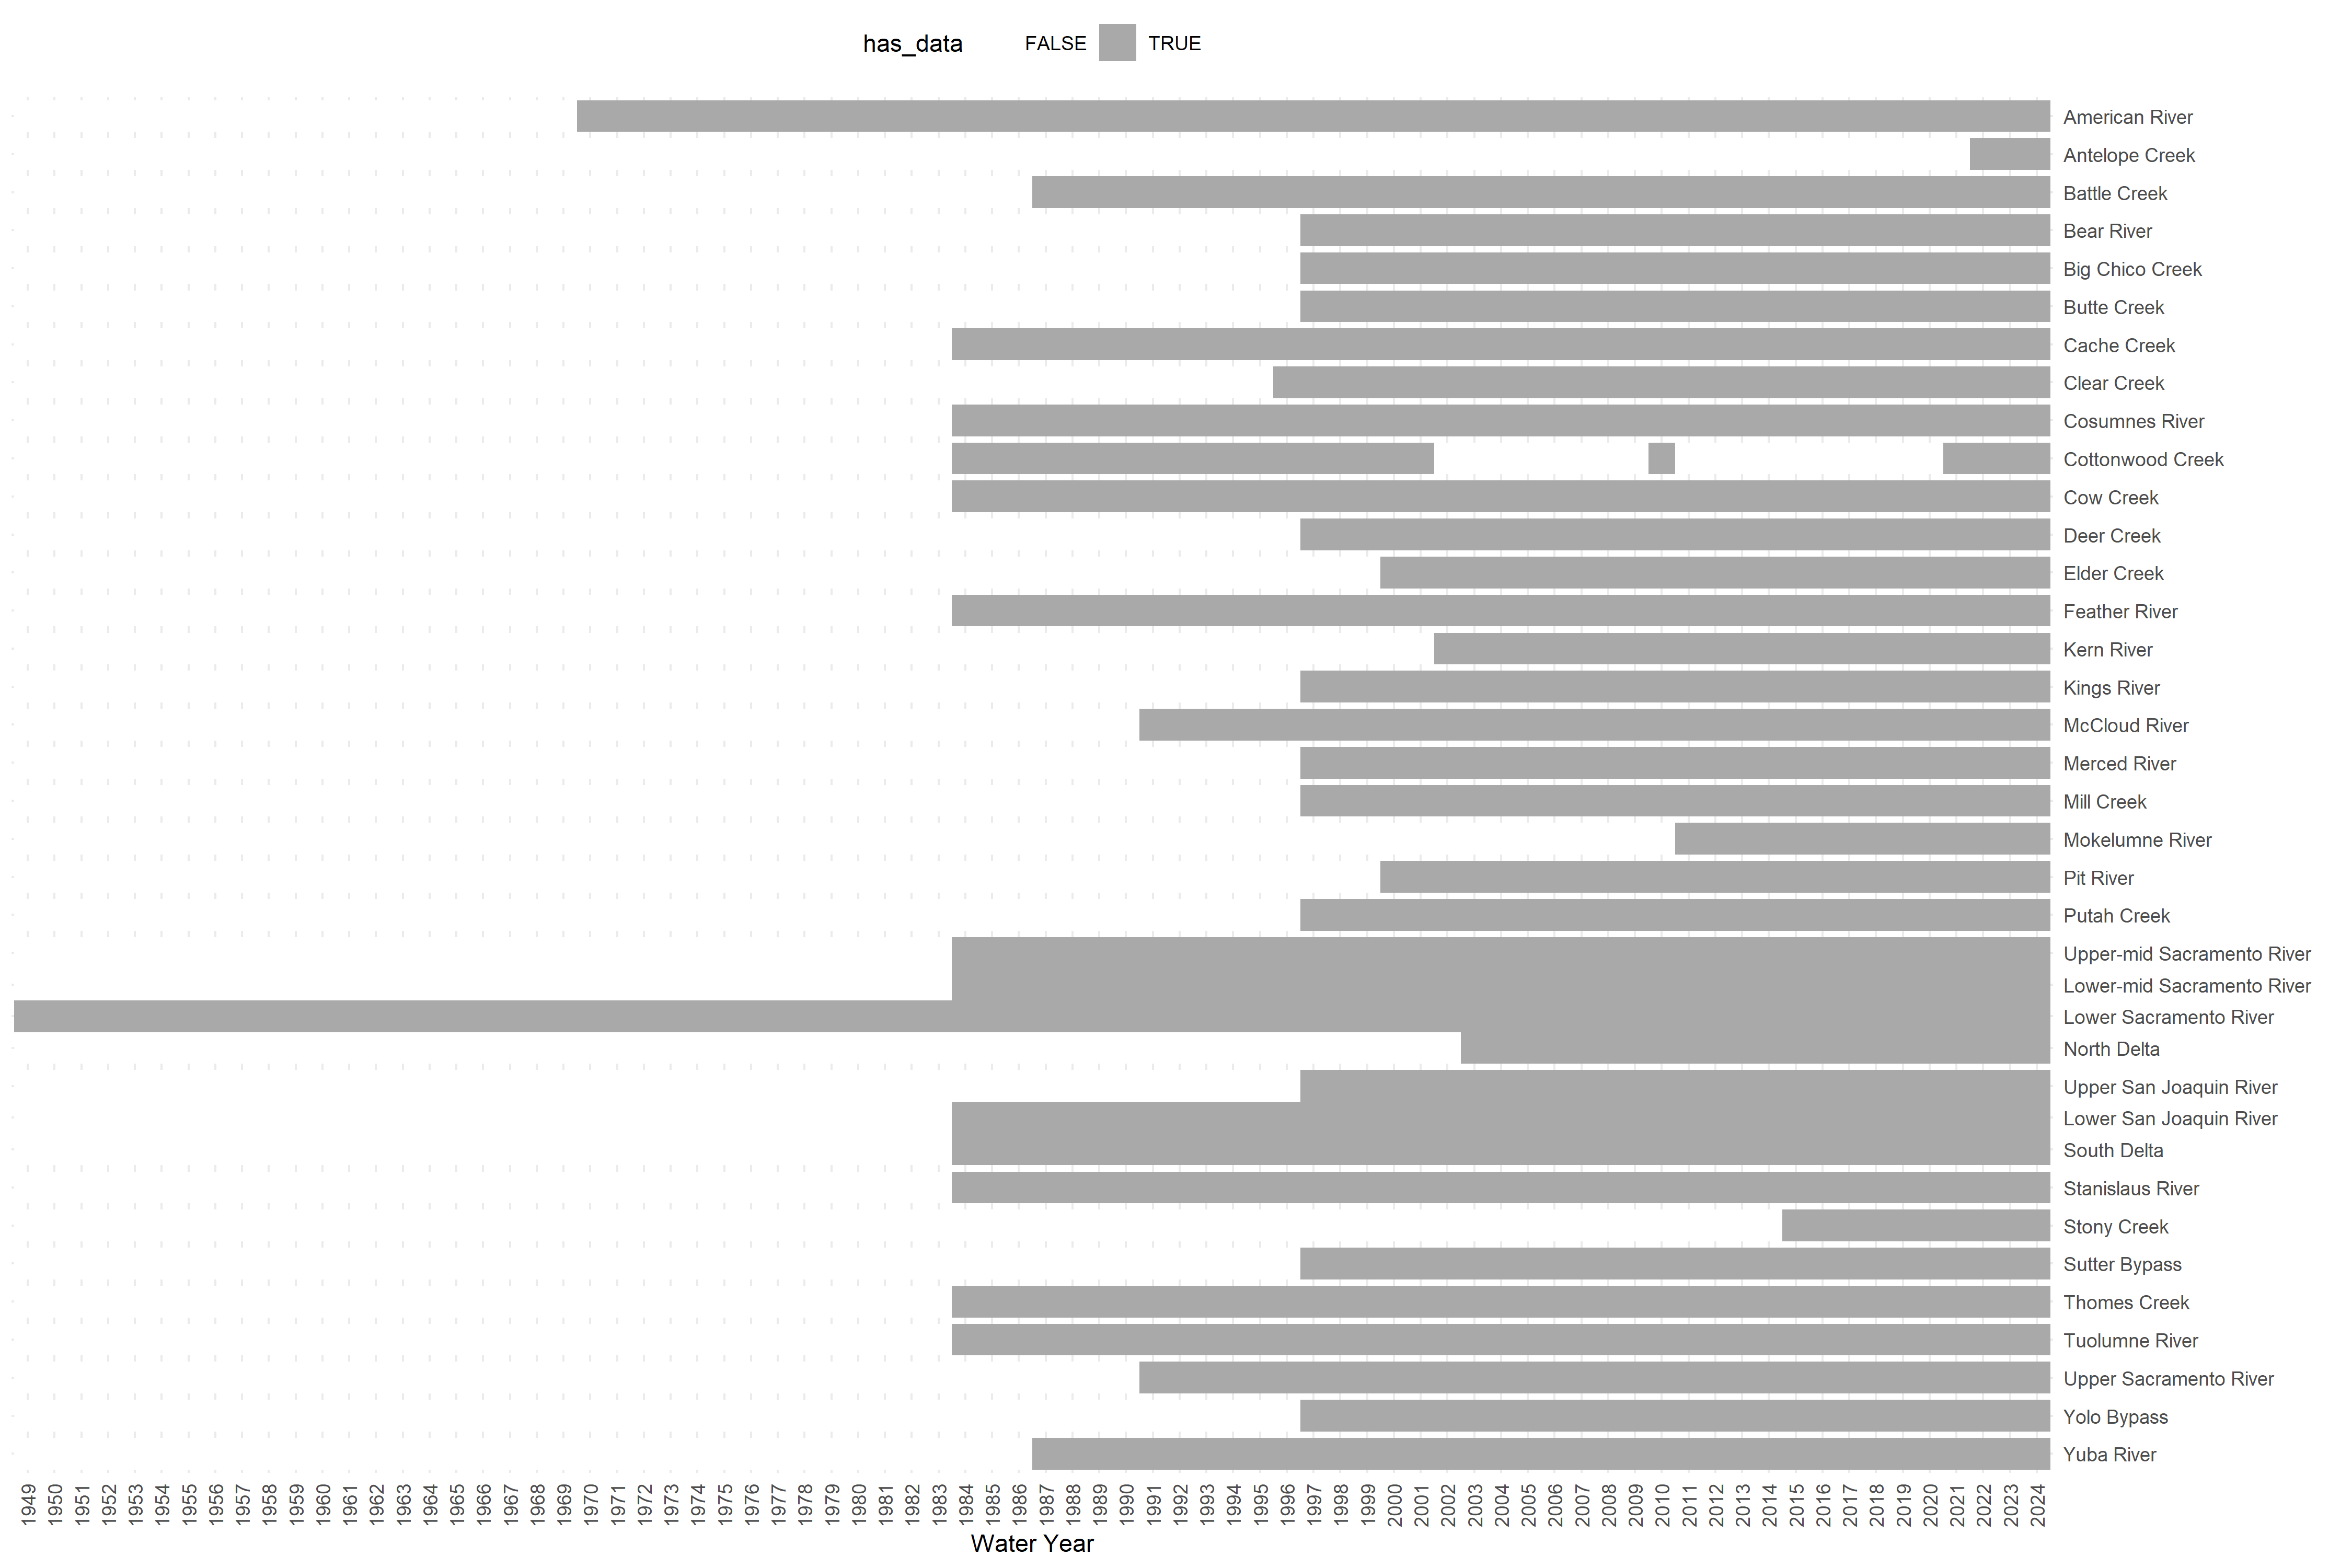 has_data FALSE TRUE
American River
Antelope Creek
Battle Creek
Bear River
Big Chico Creek
Butte Creek
Cache Creek
Clear Creek
Cosumnes River
Cottonwood Creek
Cow Creek
Deer Creek
Elder Creek
Feather River
Kern River
Kings River
McCloud River
Merced River
Mill Creek
Mokelumne River
Pit River
Putah Creek
Upper-mid Sacramento River
Lower-mid Sacramento River
Lower Sacramento River
North Delta
Upper San Joaquin River
Lower San Joaquin River
South Delta
Stanislaus River
Stony Creek
Sutter Bypass
Thomes Creek
Tuolumne River
Upper Sacramento River
Yolo Bypass
Yuba River
1949 1950 1951 1952 1953 1954 1955 1956 1957 1958 1959 1960 1961 1962 1963 1964 1965 1966 1967 1968 1969 1970 1971 1972 1973 1974 1975 1976 1977 1978 1979 1980 1981 1982 1983 1984 1985 1986 1987 1988 1989 1990 1991 1992 1993 1994 1995 1996 1997 1998 1999 2000 2001 2002 2003 2004 2005 2006 2007 2008 2009 2010 2011 2012 2013 2014 2015 2016 2017 2018 2019 2020 2021 2022 2023 2024
Water Year